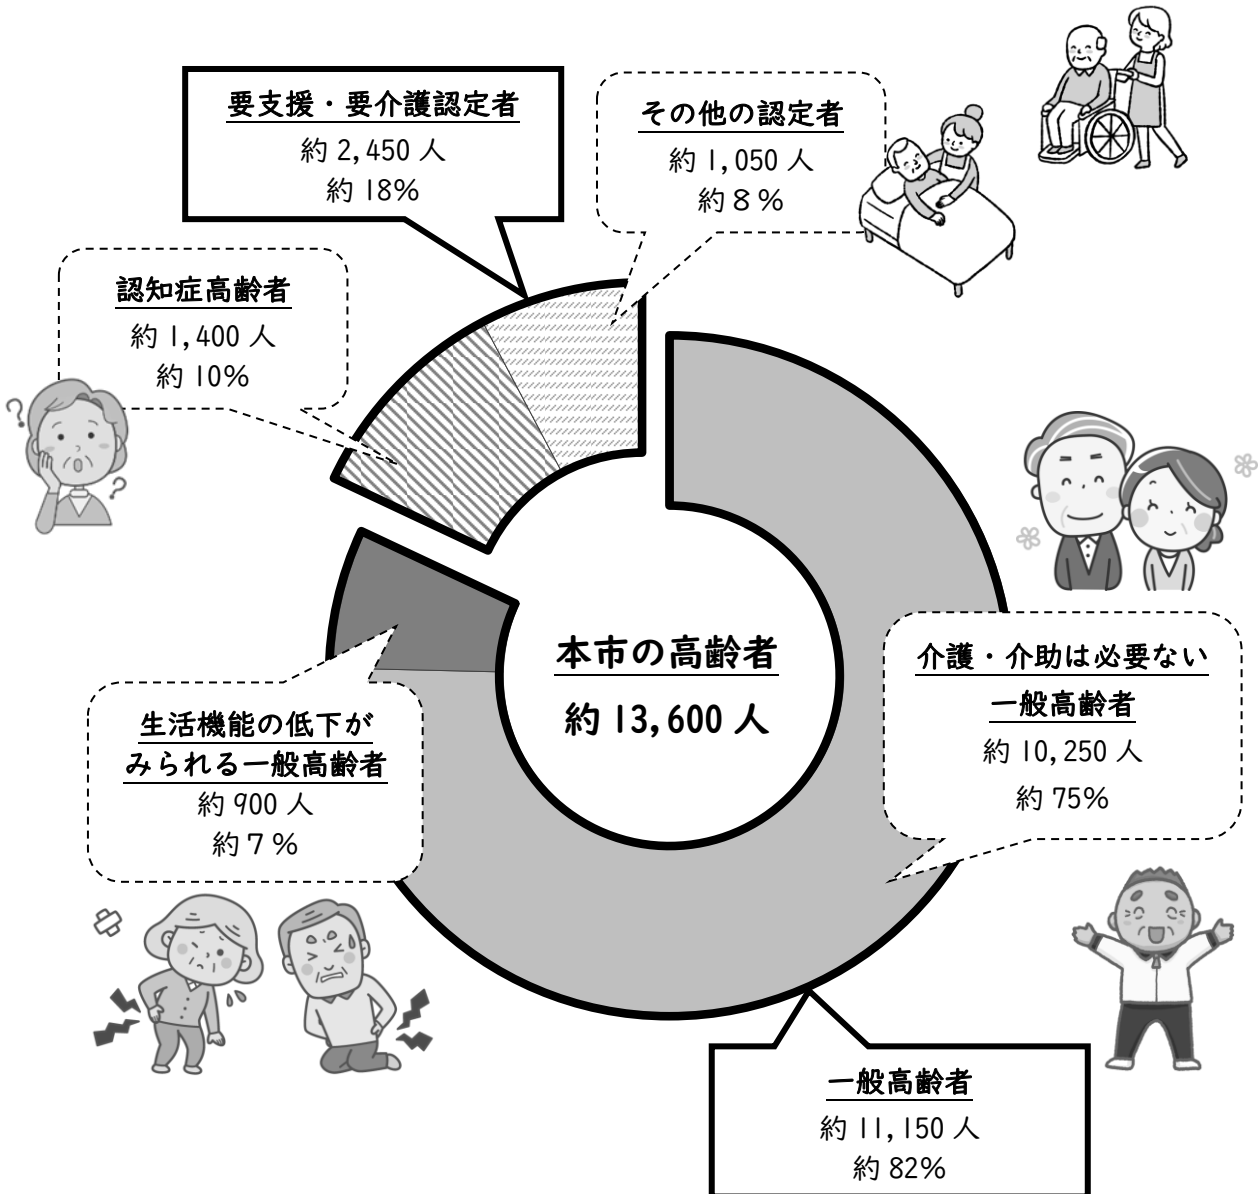 要支援・要介護認定者
約 2,450 人
約 18%
その他の認定者
約 1,050 人
約 8 %
認知症高齢者
約 1,400 人
約 10%
?
?
本市の高齢者
約 13,600 人
介護・介助は必要ない
一般高齢者
約 10,250 人
約 75%
生活機能の低下が
みられる一般高齢者
約 900 人
約 7 %
一般高齢者
約 11,150 人
約 82%